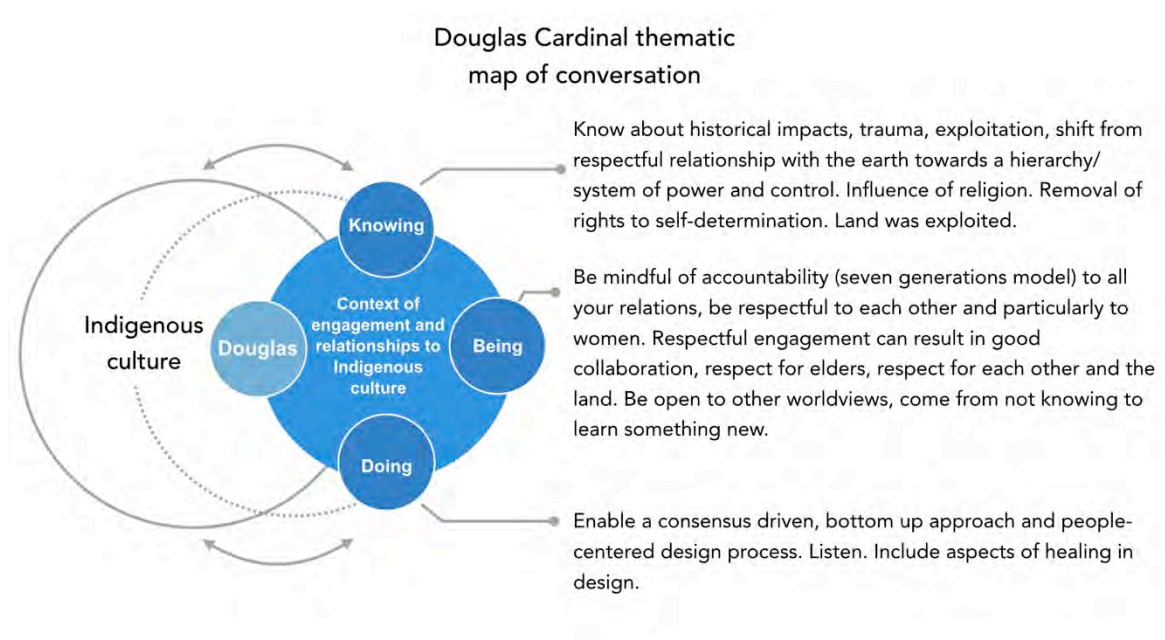 Douglas Cardinal thematic
map of conversation
Know about historical impacts, trauma, exploitation, shift from
respectful relationship with the earth towards a hierarchy/
system of power and control. Influence of religion. Removal of
rights to self-determination. Land was exploited.
Knowing
Be mindful of accountability (seven generations model) to all
your relations, be respectful to each other and particularly to
women. Respectful engagement can result in good
collaboration, respect for elders, respect for each other and the
land. Be open to other worldviews, come from not knowing to
learn something new.
Indigenous
culture
Douglas
Context of
engagement and
relationships to
Indigenous
culture
Being
Doing
Enable a consensus driven, bottom up approach and people-
centered design process. Listen. Include aspects of healing in
design.